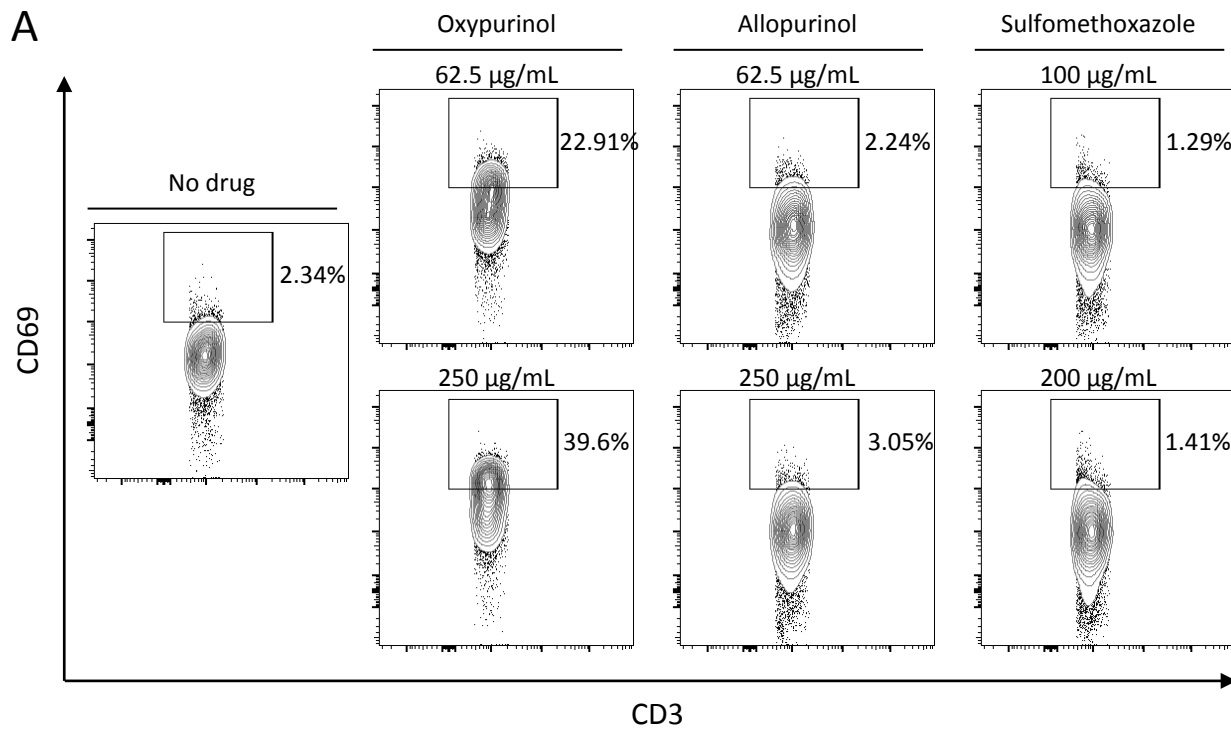 A
Oxypurinol
Allopurinol
Sulfomethoxazole
62.5 µg/mL
62.5 µg/mL
100 µg/mL
22.91%
2.24%
1.29%
No drug
2.34%
CD69
250 µg/mL
250 µg/mL
200 µg/mL
39.6%
3.05%
1.41%
CD3